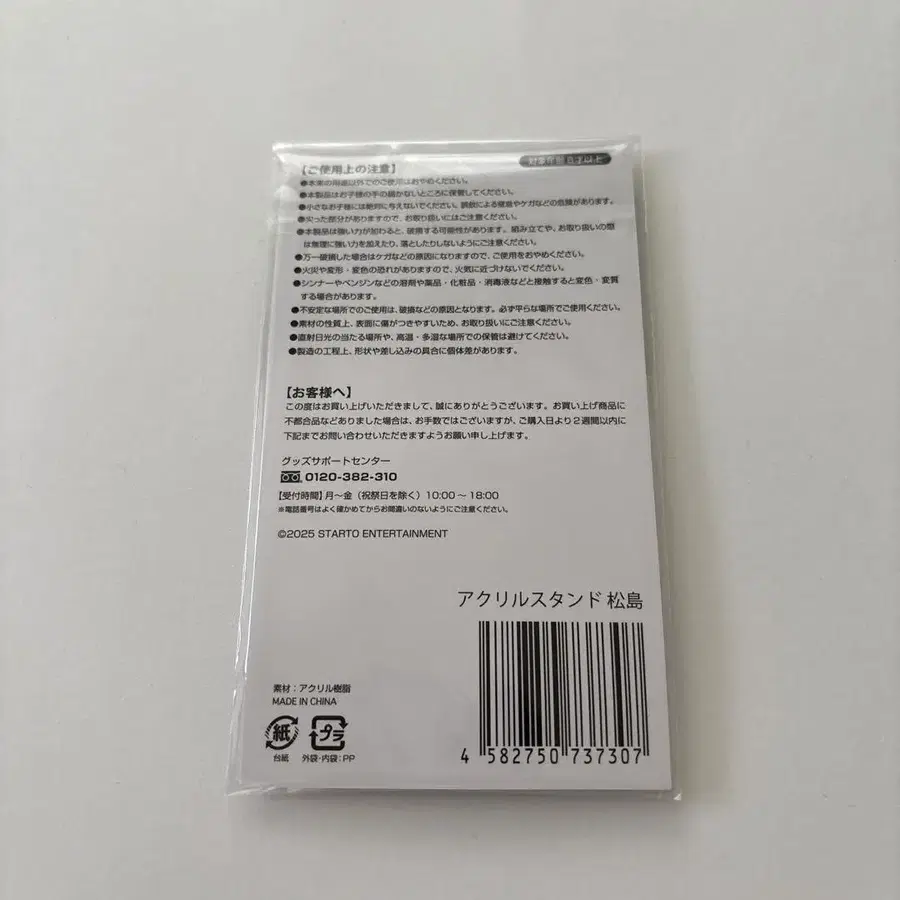 【ご使用上の注意】
対象年齢 8才以上
●本来の用途以外でのご使用はおやめください。
●本製品はお子様の手の届かないところに保管してください。
●小さなお子様には絶対に与えないでください。誤飲による窒息やケガなどの危険があります。
●尖った部分がありますので、お取り扱いにはご注意ください。
●本製品は強い力が加わると、破損する可能性があります。組み立てや、お取り扱いの際
は無理に強い力を加えたり、落としたりしないようにご注意ください。
●万一破損した場合はケガなどの原因になりますので、ご使用をおやめください。
●火災や変形・変色の恐れがありますので、火気に近づけないでください。
●シンナーやベンジンなどの溶剤や薬品・化粧品・消毒液などと接触すると変色・変質
する場合があります。
●不安定な場所でのご使用は、破損などの原因となります。必ず平らな場所でご使用ください。
●素材の性質上、表面に傷がつきやすいため、お取り扱いにご注意ください。
●直射日光の当たる場所や、高温・多湿な場所での保管は避けてください。
●製造の工程上、形状や差し込みの具合に個体差があります。
【お客様へ】
この度はお買い上げいただきまして、誠にありがとうございます。お買い上げ商品に
不都合品などありました場合は、お手数ではございますが、ご購入日より2週間以内に
下記までお問い合わせいただきますようお願い申し上げます。
グッズサポートセンター
0120-382-310
【受付時間】月～金（祝祭日を除く）10:00～18:00
※電話番号はよく確かめてからお間違いのないようにご注意ください。
©2025 STARTO ENTERTAINMENT
アクリルスタンド 松島
素材：アクリル樹脂
MADE IN CHINA
紙
プラ
台紙
外袋・内袋：PP
4 582750 737307